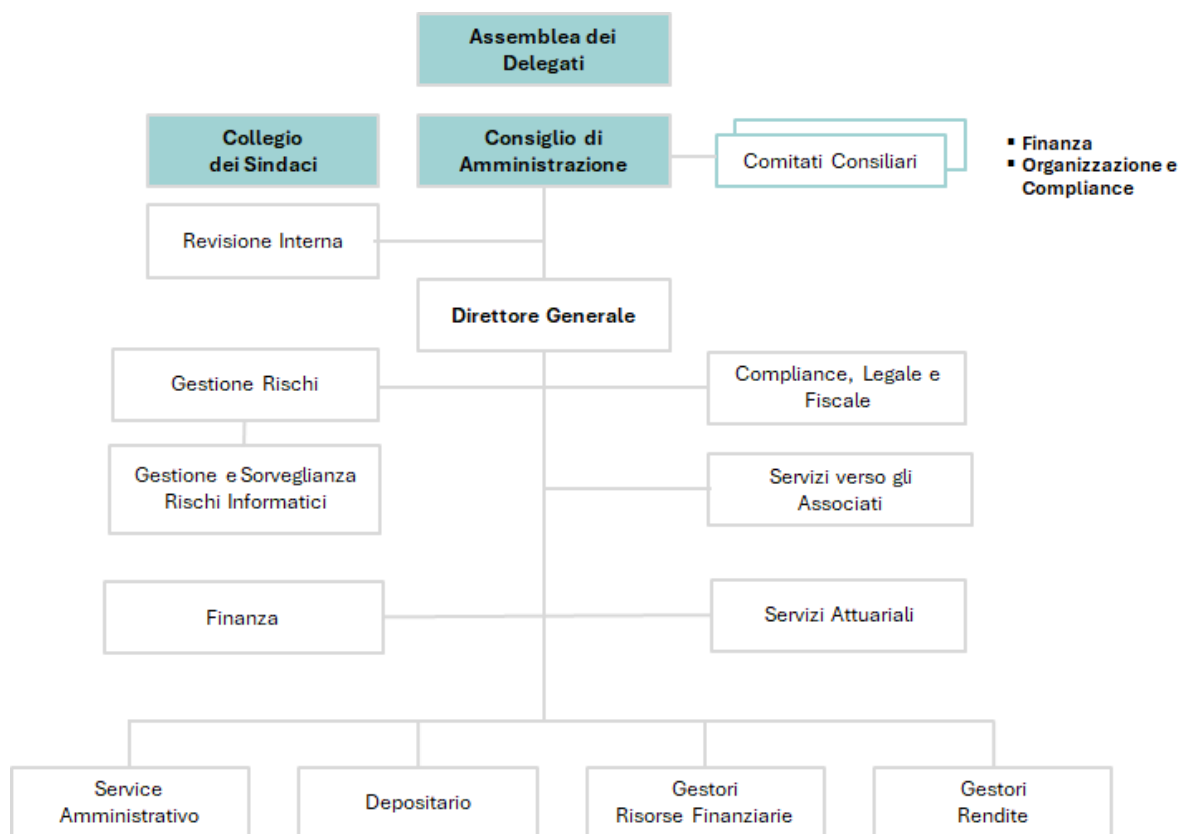 Assemblea dei
Delegati
Collegio
dei Sindaci
Consiglio di
Amministrazione
Comitati Consiliari
▪ Finanza
▪ Organizzazione e
Compliance
Revisione Interna
Direttore Generale
Gestione Rischi
Compliance, Legale e
Fiscale
Gestione e Sorveglianza
Rischi Informatici
Servizi verso gli
Associati
Finanza
Servizi Attuariali
Service
Amministrativo
Depositario
Gestori
Risorse Finanziarie
Gestori
Rendite